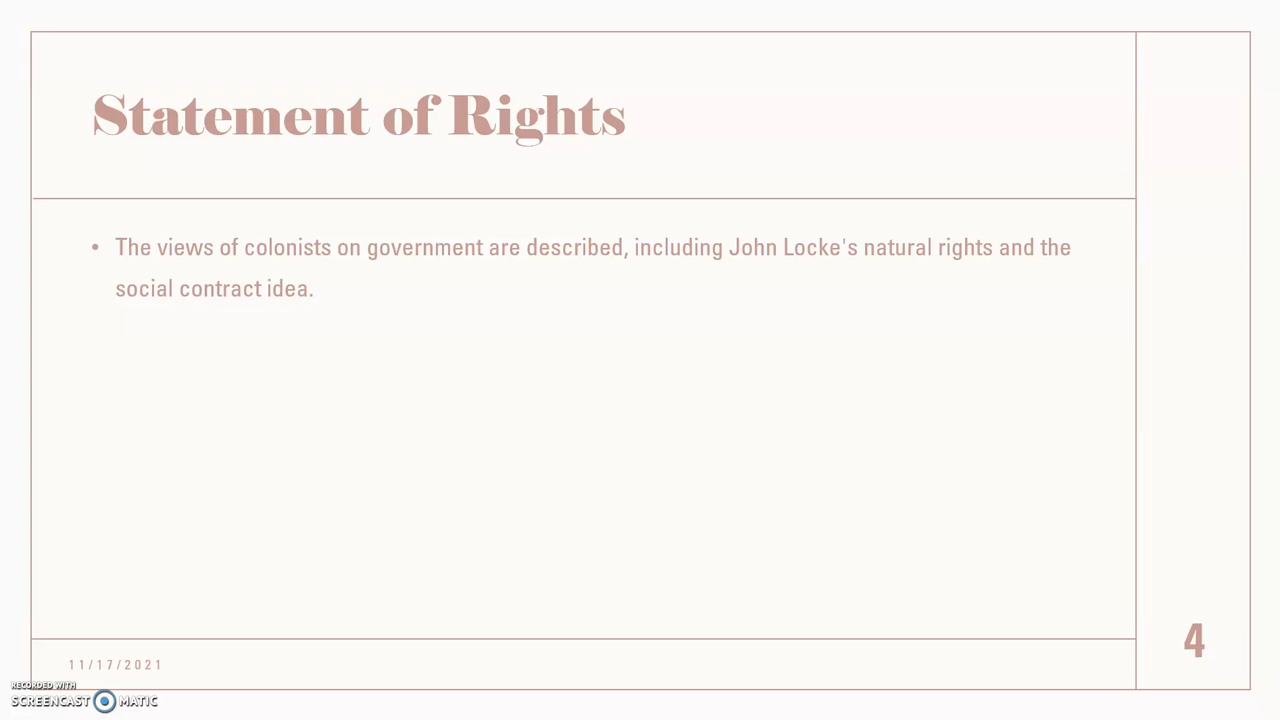 Statement of Rights
• The views of colonists on government are described, including John Locke's natural rights and the
social contract idea.
4
11/17/2021
RECORDED WITH
SCREENCAST MATIC